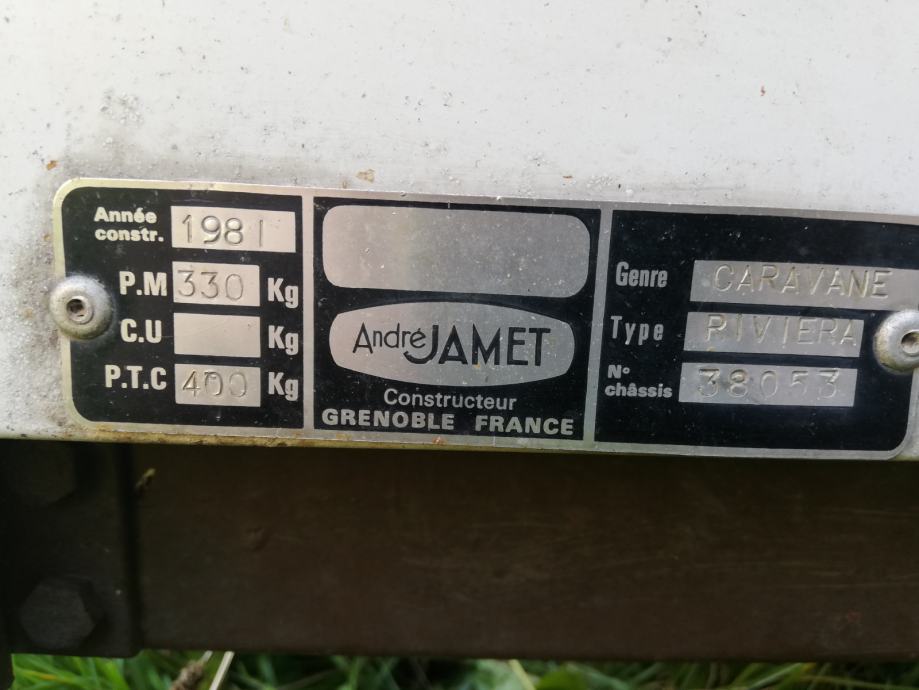 Année constr. 1981
P.M 330 Kg
C.U Kg
P.T.C 400 Kg
André JAMET
Constructeur
GRENOBLE FRANCE
Genre CARAVANE
Type RIVIERA
N° châssis 38053